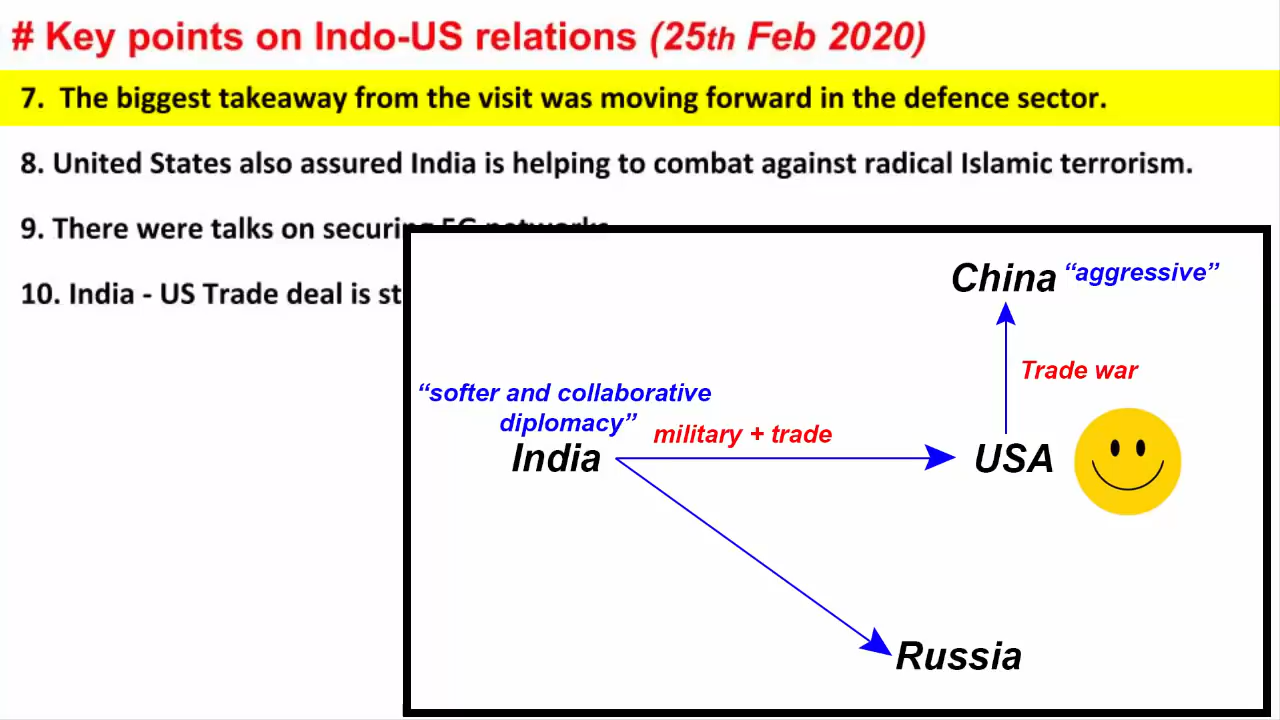 # Key points on Indo-US relations (25th Feb 2020)
7. The biggest takeaway from the visit was moving forward in the defence sector.
8. United States also assured India is helping to combat against radical Islamic terrorism.
9. There were talks on securing 5G networks
10. India - US Trade deal is st
China "aggressive"
Trade war
“softer and collaborative
diplomacy”
military + trade
India
USA
Russia